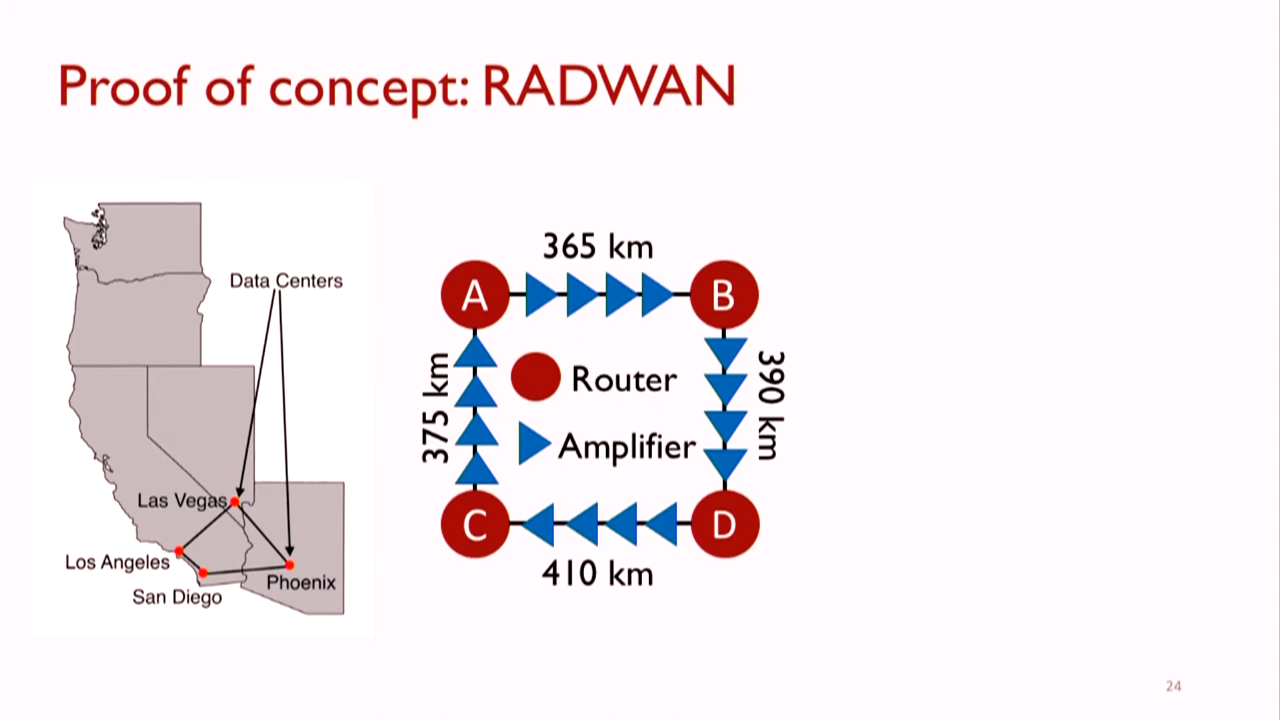 Proof of concept: RADWAN
Data Centers
Las Vegas
Los Angeles
San Diego
Phoenix
365 km
A
B
375 km
Router
Amplifier
390 km
C
D
410 km
24